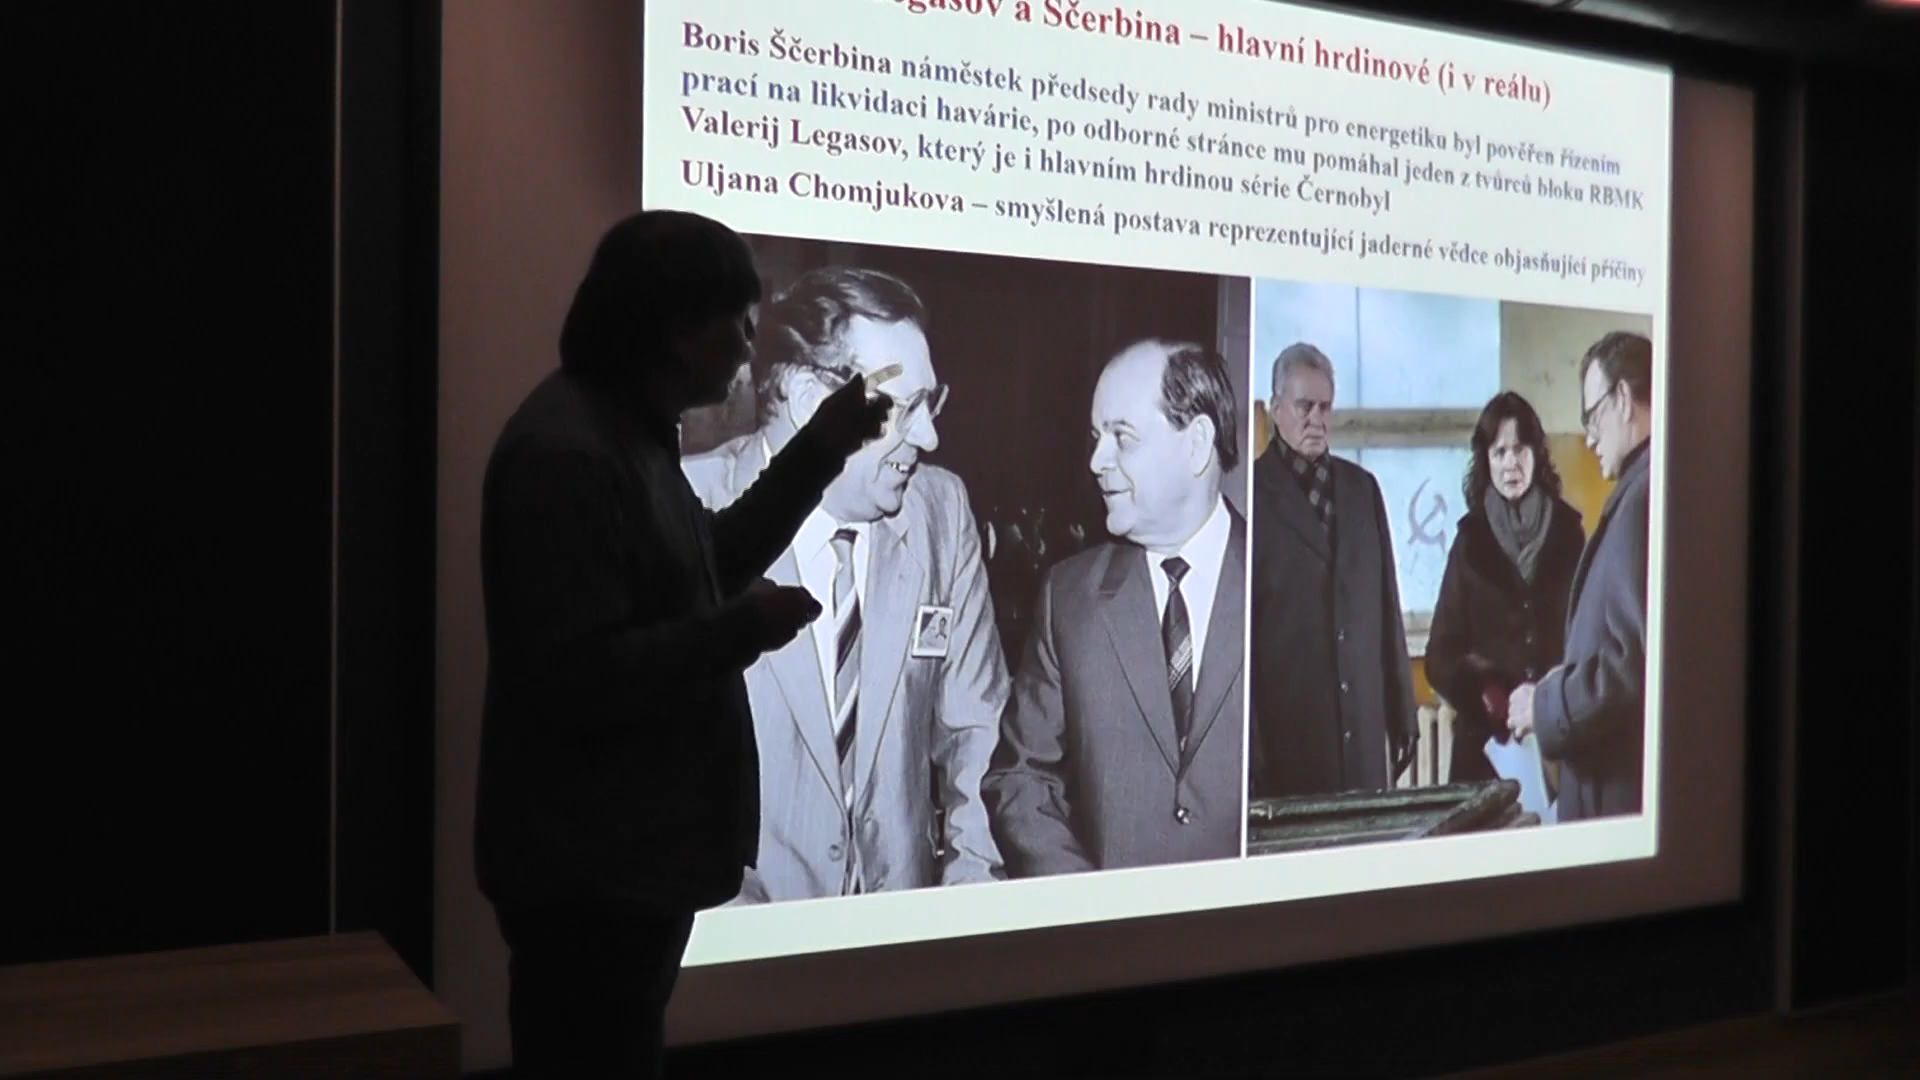 a Sčerbina – hlavní hrdinové (i v reálu)
Boris Ščerbina náměstek předsedy rady ministrů pro energetiku byl pověřen řízením
prací na likvidaci havárie, po odborné stránce mu pomáhal jeden z tvůrců bloku RBMK
Valerij Legasov, který je i hlavním hrdinou série Černobyl
Uljana Chomjukova – smyšlená postava reprezentující jaderné vědce objasňující příčiny